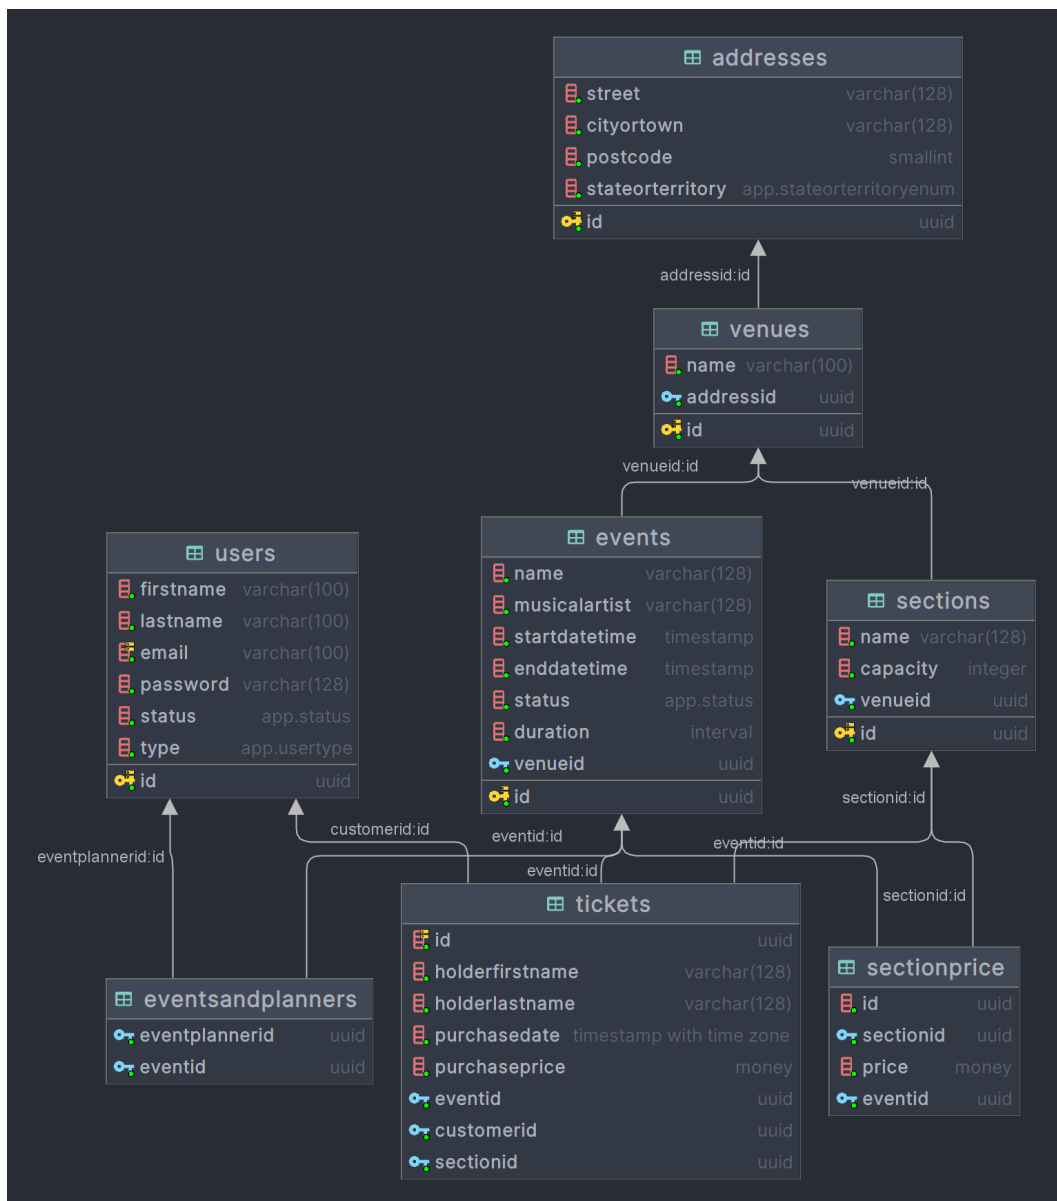 addresses
street varchar(128)
cityortown varchar(128)
postcode smallint
stateorterritory app.stateorterritoryenum
id uuid
addressid:id
venues
name varchar(100)
addressid uuid
id uuid
venueid:id
venueid:id
users
firstname varchar(100)
lastname varchar(100)
email varchar(100)
password varchar(128)
status app.status
type app.usertype
id uuid
events
name varchar(128)
musicalartist varchar(128)
startdatetime timestamp
enddatetime timestamp
status app.status
duration interval
venueid uuid
id uuid
sections
name varchar(128)
capacity integer
venueid uuid
id uuid
eventplannerid:id
customerid:id
eventid:id
eventid:id
eventid:id
sectionid:id
sectionid:id
eventsandplanners
eventplannerid uuid
eventid uuid
tickets
id uuid
holderfirstname varchar(128)
holderlastname varchar(128)
purchasedate timestamp with time zone
purchaseprice money
eventid uuid
customerid uuid
sectionid uuid
sectionprice
id uuid
sectionid uuid
price money
eventid uuid